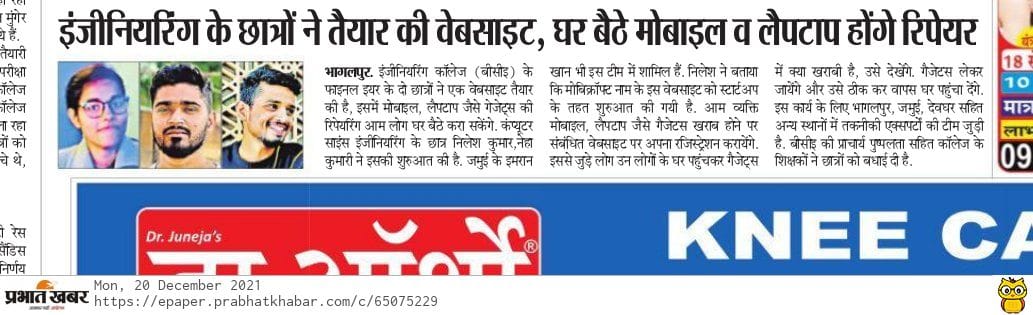 मुंगेर
इंजीनियरिंग के छात्रों ने तैयार की वेबसाइट, घर बैठे मोबाइल व लैपटाप होंगे रिपेयर
भागलपुर. इंजीनियरिंग कॉलेज (बीसीइ) के
फाइनल इयर के दो छात्रों ने एक वेबसाइट तैयार
की है, इसमें मोबाइल, लैपटाप जैसे गेजेट्स की
रिपेयरिंग आम लोग घर बैठे करा सकेंगे. कंप्यूटर
साइंस इंजीनियरिंग के छात्र निलेश कुमार,नेहा
कुमारी ने इसकी शुरुआत की है. जमुई के इमरान
खान भी इस टीम में शामिल हैं. निलेश ने बताया
कि मोविक्रॉफ्ट नाम के इस वेबसाइट को स्टार्टअप
के तहत शुरुआत की गयी है. आम व्यक्ति
मोबाइल, लैपटाप जैसे गैजटस खराब होने पर
संबंधित वेबसाइट पर अपना रजिस्ट्रेशन करायेंगे.
इससे जुड़े लोग उन लोगों के घर पहुंचकर गैजेट्स
में क्या खराबी है, उसे देखेंगे. गैजेटस लेकर
जायेंगे और उसे ठीक कर वापस घर पहुंचा देंगे.
इस कार्य के लिए भागलपुर, जमुई, देवघर सहित
अन्य स्थानों में तकनीकी एक्सपर्टो की टीम जुड़ी
है. बीसीइ की प्राचार्य पुष्पलता सहित कॉलेज के
शिक्षकों ने छात्रों को बधाई दी है.
तैयारी
परीक्षा
कॉलेज
कॉलेज
रहा
को
थे,
रेस
सैंडिस
निर्णय
18
10
मात्र
लाभ
09
Dr. Juneja's
®
KNEE CA
प्रभात खबर
Mon, 20 December 2021
https://epaper.prabhatkhabar.com/c/65075229